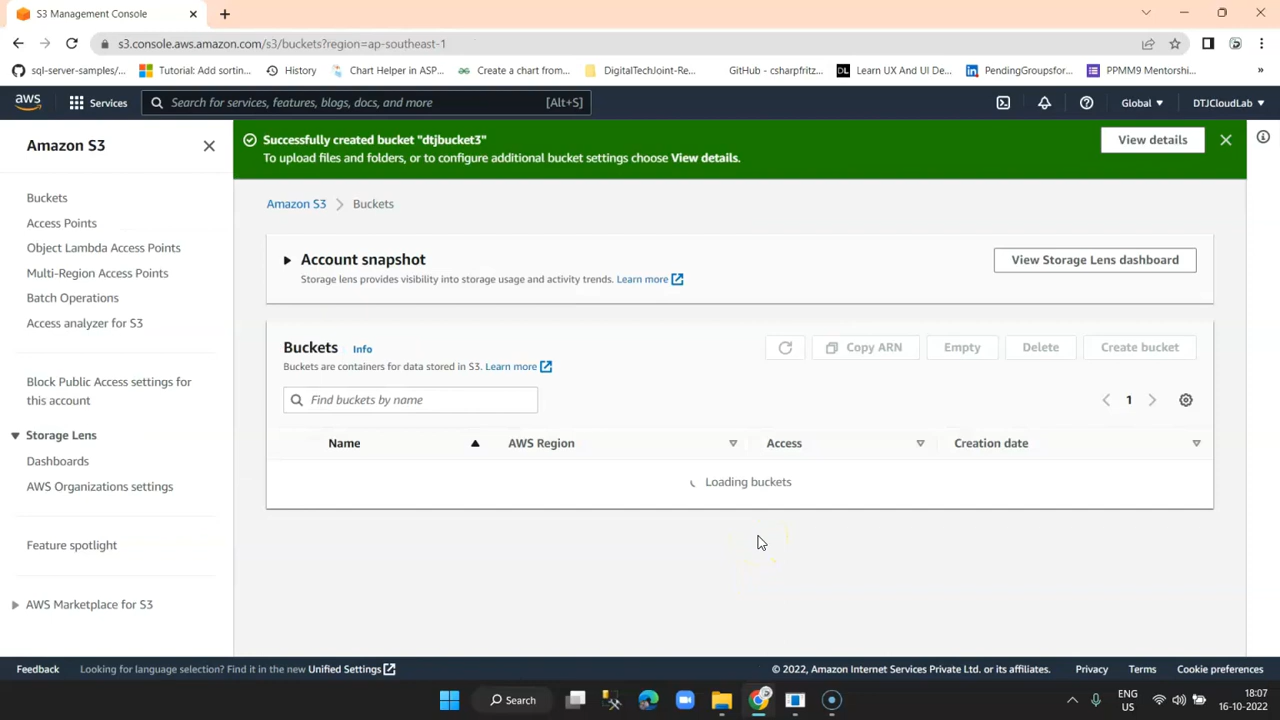 S3 Management Console
s3.console.aws.amazon.com/s3/buckets?region=ap-southeast-1
sql-server-samples/...
Tutorial: Add sortin...
History
Chart Helper in ASP...
Create a chart from...
DigitalTechJoint-Re...
GitHub - csharpfritz...
DL Learn UX And UI De...
PendingGroupsfor...
PPMM9 Mentorshi...
»
aws
Services
Search for services, features, blogs, docs, and more [Alt+S]
Global
DTJCloudLab
Amazon S3
Buckets
Access Points
Object Lambda Access Points
Multi-Region Access Points
Batch Operations
Access analyzer for S3
Block Public Access settings for
this account
Storage Lens
Dashboards
AWS Organizations settings
Feature spotlight
AWS Marketplace for S3
Successfully created bucket "dtjbucket3"
To upload files and folders, or to configure additional bucket settings choose View details.
View details
Amazon S3 > Buckets
Account snapshot
Storage lens provides visibility into storage usage and activity trends. Learn more
View Storage Lens dashboard
Buckets Info
Buckets are containers for data stored in S3. Learn more
Copy ARN
Empty
Delete
Create bucket
Find buckets by name
1
Name
AWS Region
Access
Creation date
Loading buckets
Feedback
Looking for language selection? Find it in the new Unified Settings
© 2022, Amazon Internet Services Private Ltd. or its affiliates.
Privacy
Terms
Cookie preferences
Search
ENG
US
18:07
16-10-2022